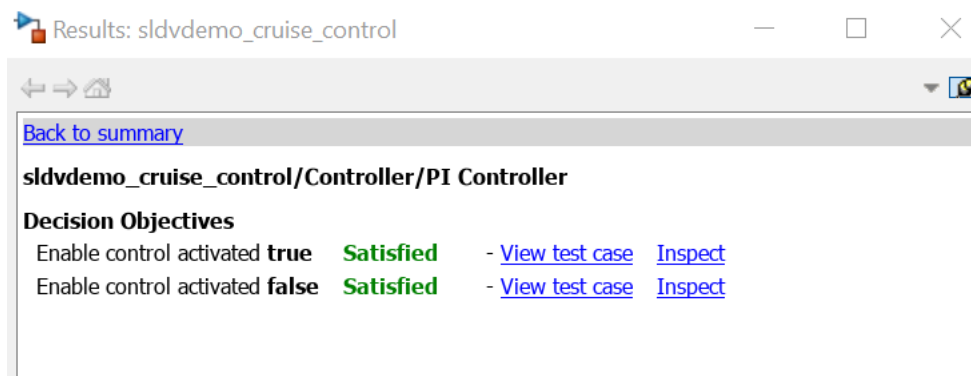 Results: sldvdemo_cruise_control
Back to summary
sldvdemo_cruise_control/Controller/PI Controller
Decision Objectives
Enable control activated true Satisfied - View test case Inspect
Enable control activated false Satisfied - View test case Inspect